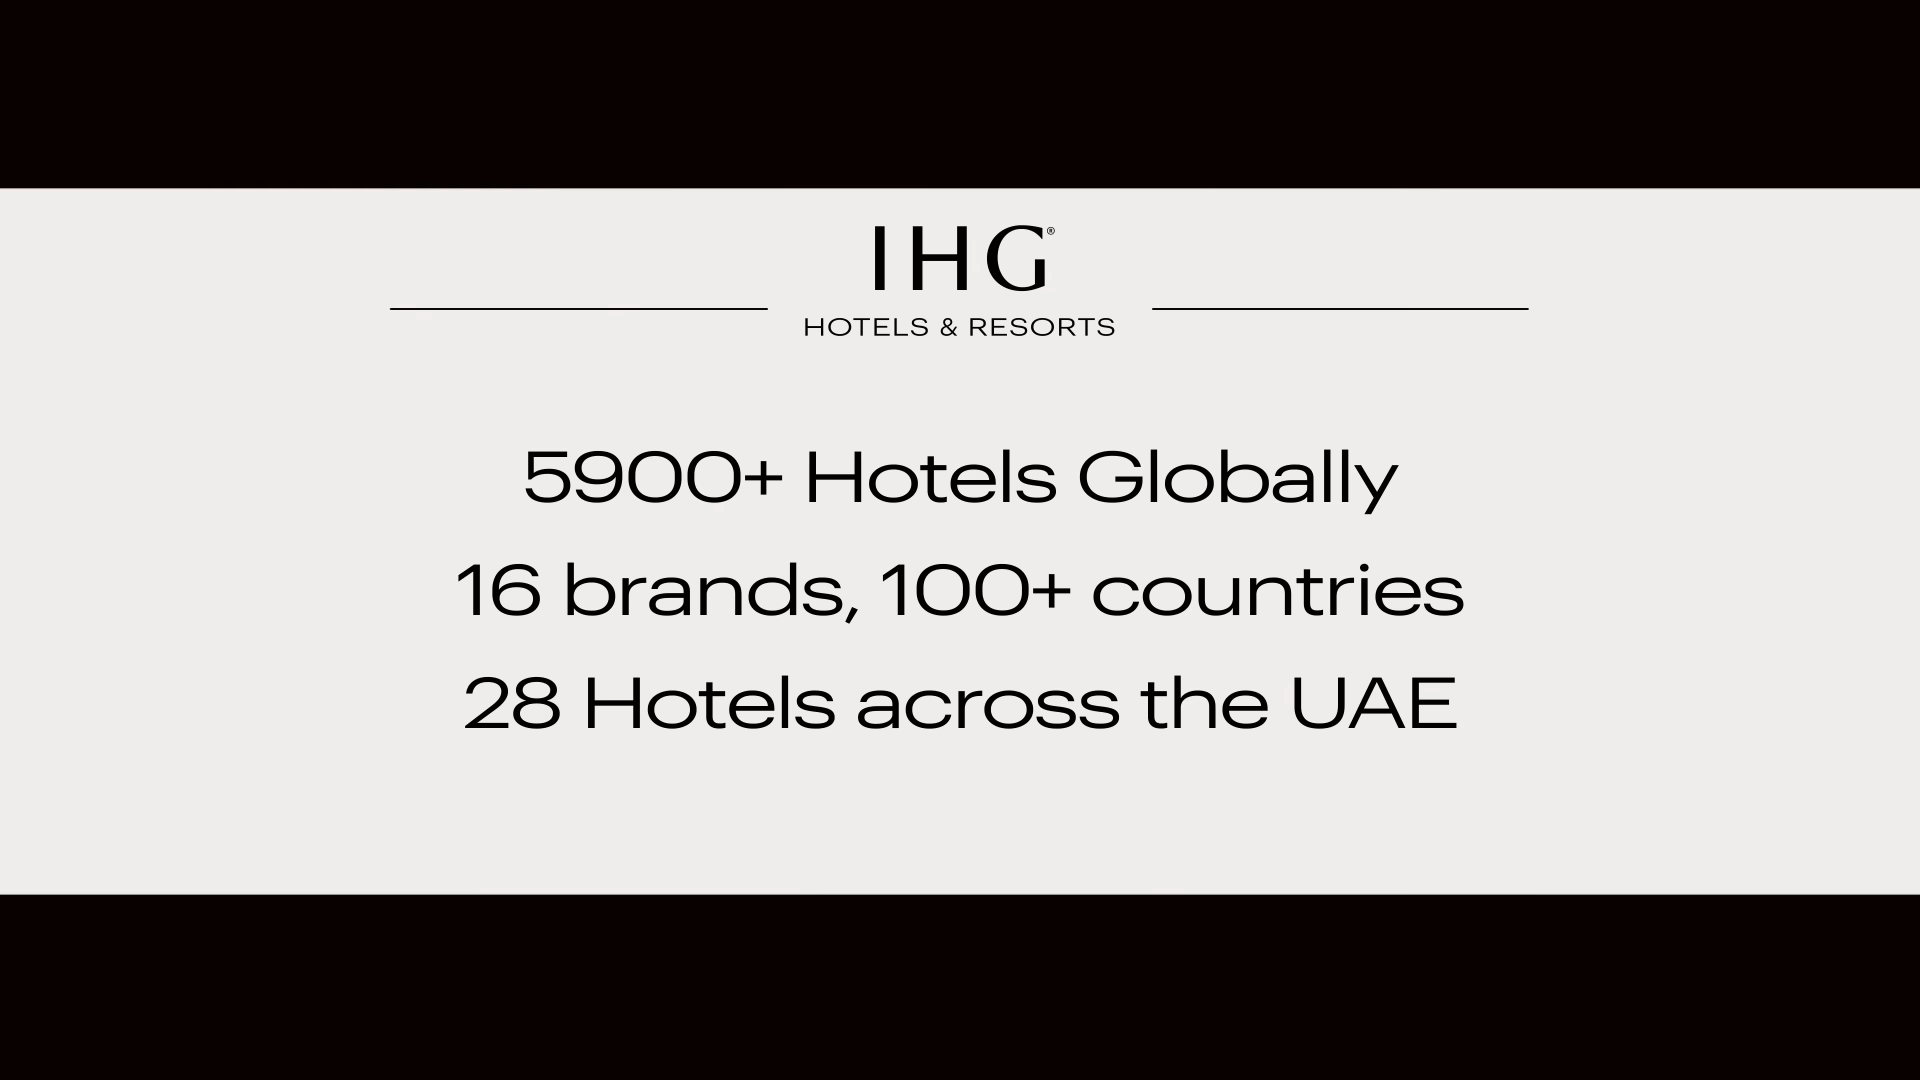 IHG®
HOTELS & RESORTS
5900+ Hotels Globally
16 brands, 100+ countries
28 Hotels across the UAE